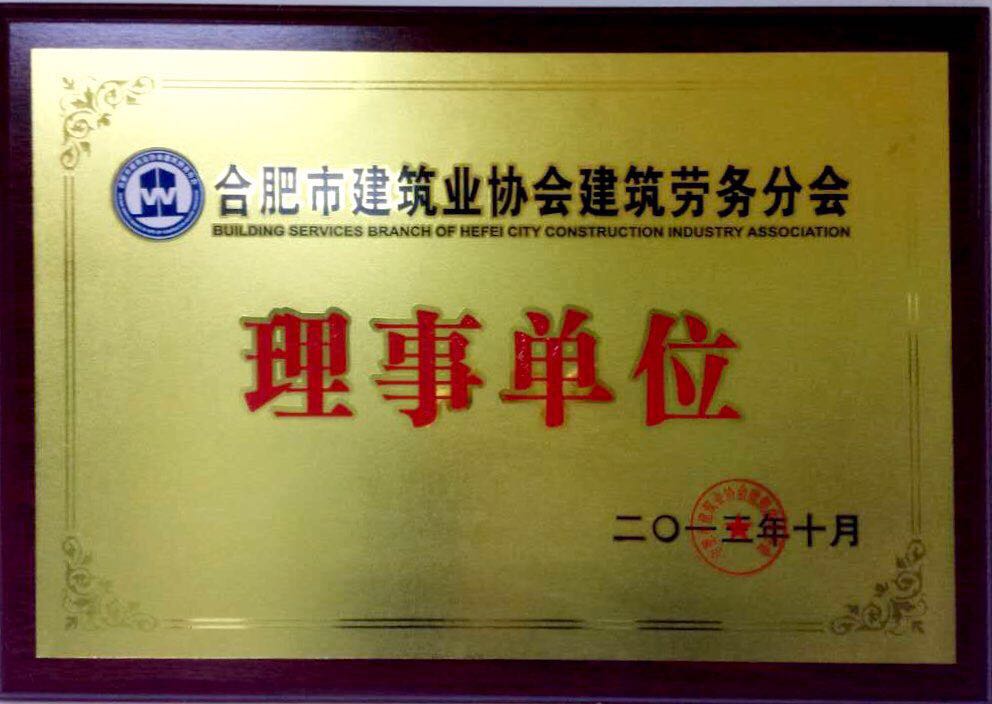 合肥市建筑业协会建筑劳务分会
BUILDING SERVICES BRANCH OF HEFEI CITY CONSTRUCTION INDUSTRY ASSOCIATION
理事单位
二〇一五年十月